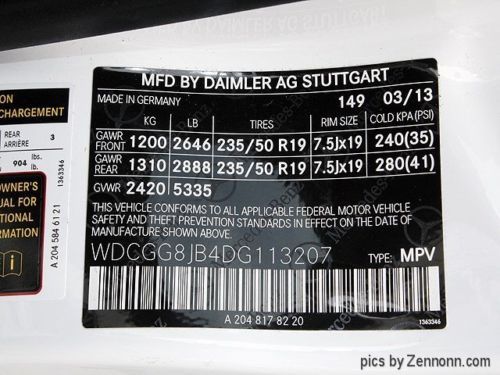 ON
CHARGEMENT
REAR
ARRIÈRE 3
904 lbs.
lb.
OWNER'S
NUAL FOR
ITIONAL
RMATION
A 204 584 61 21
1363346
MFD BY DAIMLER AG STUTTGART
MADE IN GERMANY 149 03/13
KG LB TIRES RIM SIZE COLD KPA (PSI)
GAWR FRONT 1200 2646 235/50 R19 7.5Jx19 240(35)
GAWR REAR 1310 2888 235/50 R19 7.5Jx19 280(41)
GWR 2420 5335
THIS VEHICLE CONFORMS TO ALL APPLICABLE FEDERAL MOTOR VEHICLE
SAFETY AND THEFT PREVENTION STANDARDS IN EFFECT ON THE DATE OF
MANUFACTURE SHOWN ABOVE.
WDCGG8JB4DG113207 TYPE: MPV
A 204 817 82 20
1363346
pics by Zennonn.com